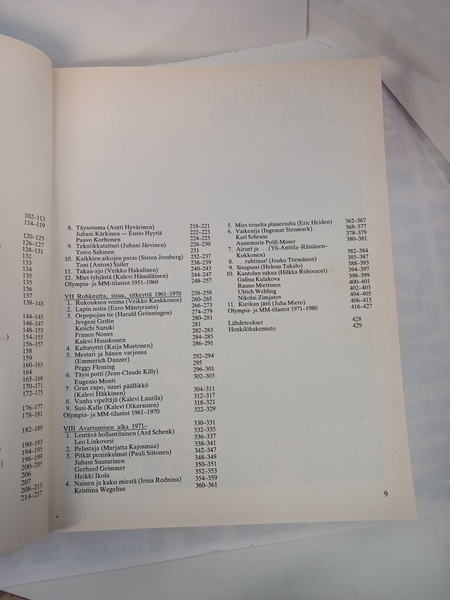 102–113
114–119
120–125
126–127
128–131
132
133
134
135
136
137
138–143
144–145
146–147
148–153
154–155
156–157
158
159
160–163
164
165–169
170–171
172–175
176–177
178–181
182–189
190–193
194–195
196–199
200–205
206
207
208–215
214–217
8. Täysosuma (Antti Hyvärinen) 218–221
Juhani Kärkinen — Ensio Hyytiä 222–223
Paavo Korhonen 224–225
9. Tekniikkataituri (Juhani Järvinen) 226–230
Toivo Salonen 231
10. Kaikkien aikojen paras (Sixten Jernberg) 232–236
Toni (Anton) Sailer 237–239
11. Takaa-ajo (Veikko Hakulinen) 240–243
12. Mies tyhjästä (Kalevi Hämäläinen) 244–247
Olympia- ja MM-tilastot 1951–1960 248–257
VII Rohkeutta, sisua, sitkeyttä 1961–1970 258–259
1. Rukouksen voima (Veikko Kankkonen) 260–265
2. Lapin noita (Eero Mäntyranta) 266–273
3. Orpopojan tie (Harald Grönningen) 274–279
Jevgeni Grifin 280–281
Keiichi Suzuki 281
Franco Nones 282–283
Kalevi Huuskonen 284–285
4. Kultatyttö (Kaija Mustonen) 286–291
5. Mestari ja hänen varjonsa
(Emmerich Danzer) 292–294
Peggy Fleming 295
6. Täysi potti (Jean-Claude Killy) 296–301
Eugenio Monti 302–303
7. Gran capo, suuri päällikkö
(Kalevi Häkkinen) 304–311
8. Vanha vipeltäjä (Kalevi Laurila) 312–317
9. Susi-Kalle (Kalevi Oikarainen) 318–321
Olympia- ja MM-tilastot 1961–1970 322–329
VIII Avartumisen aika 1971– 330–331
1. Lentävä hollantilainen (Ard Schenk) 332–335
Leo Linkovesi 336–337
2. Pelastaja (Marjatta Kajosmaa) 338–341
3. Pitkät peninkulmat (Pauli Siitonen) 342–347
Juhani Suutarinen 348–349
Gerhard Grimmer 350–351
Heikki Ikola 352–353
4. Nainen ja kaksi miestä (Irina Rodnina) 354–359
Kristiina Wegelius 360–361
5. Mies toiselta planeetalta (Eric Heiden) 362–367
6. Vaikenija (Ingemar Stenmark) 368–377
Karl Schranz 378–379
Annemarie Pröll-Moser 380–381
7. Airuet ja. . . (Yli-Anttila–Räisänen–
Kokkonen)
8. . . . ruhtinas! (Jouko Törmänen) 385–387
9. Sisupussi (Helena Takalo) 388–393
10. Kuntolan sukua (Hilkka Riihivuori) 394–397
Galina Kulakova 398–399
Rauno Miettinen 400–401
Ulrich Wehling 402–403
Nikolai Zimjatov 404–405
11. Kurikan jätti (Juha Mieto) 406–415
Olympia- ja MM-tilastot 1971–1980 416–427
Lähdeteokset 428
Henkilöhakemisto 429
9